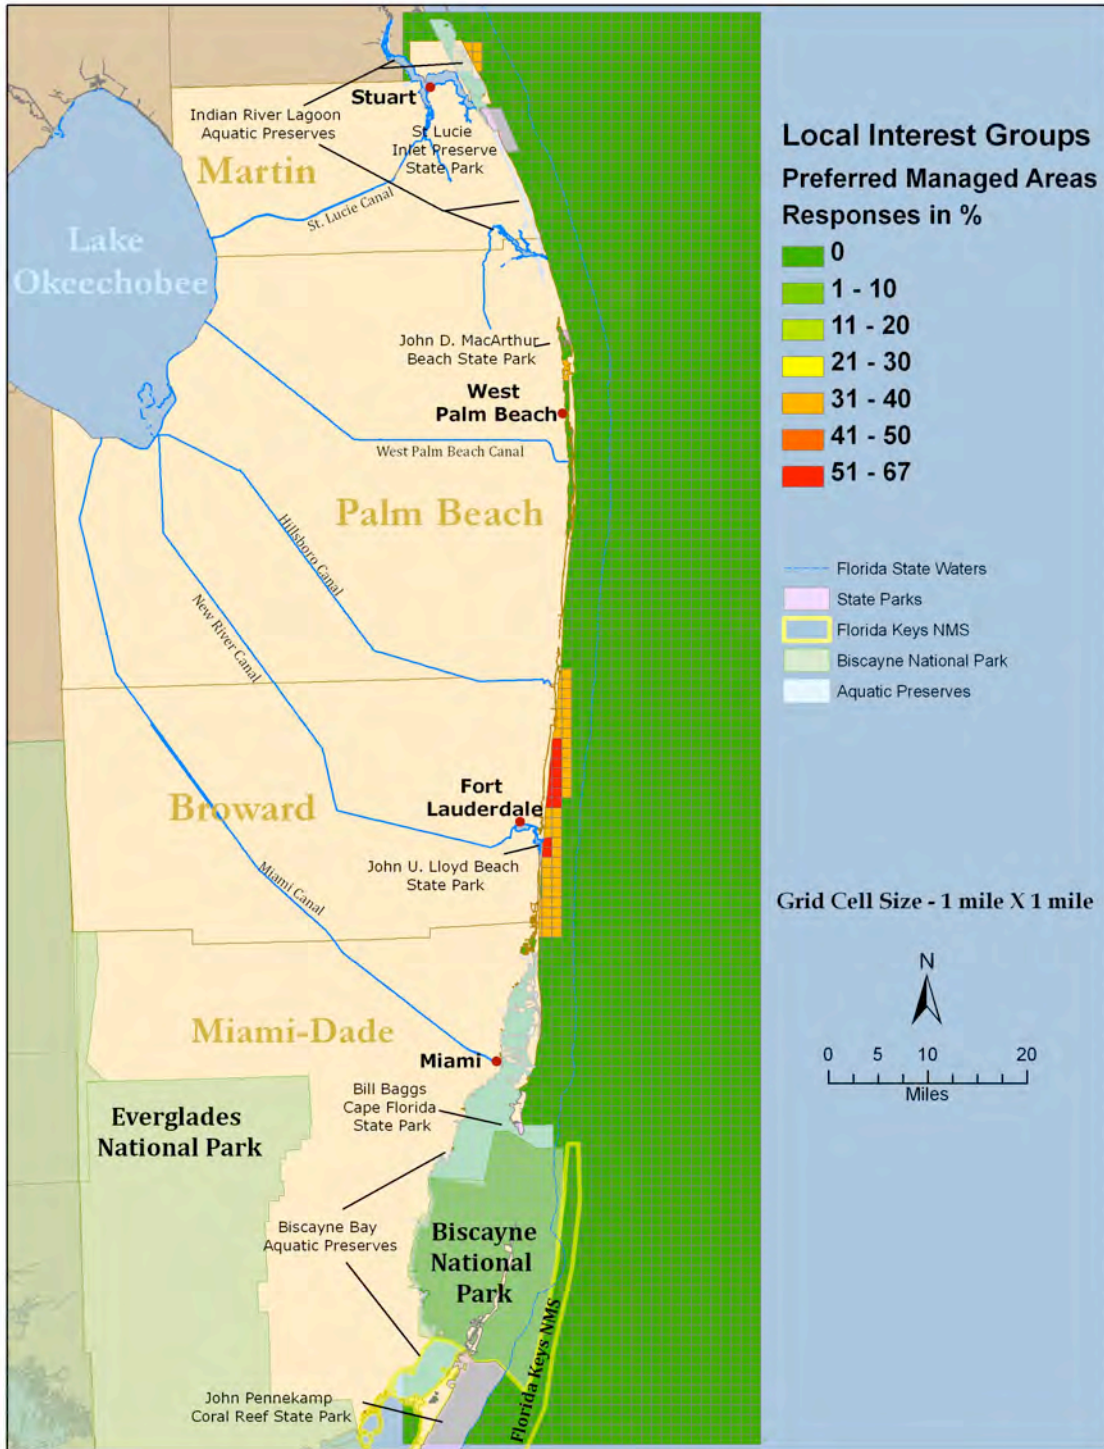 Stuart
Indian River Lagoon
Aquatic Preserves
St Lucie
Inlet Preserve
State Park
Martin
St. Lucie Canal
Lake
Okeechobee
John D. MacArthur
Beach State Park
West
Palm Beach
West Palm Beach Canal
Palm Beach
Hillsboro Canal
New River Canal
Fort
Lauderdale
Broward
John U. Lloyd Beach
State Park
Miami Canal
Miami-Dade
Miami
Bill Baggs
Cape Florida
State Park
Everglades
National Park
Biscayne Bay
Aquatic Preserves
Biscayne
National
Park
Florida Keys NMS
John Pennekamp
Coral Reef State Park
Local Interest Groups
Preferred Managed Areas
Responses in %
0
1 - 10
11 - 20
21 - 30
31 - 40
41 - 50
51 - 67
Florida State Waters
State Parks
Florida Keys NMS
Biscayne National Park
Aquatic Preserves
Grid Cell Size - 1 mile X 1 mile
N
0 5 10 20
Miles